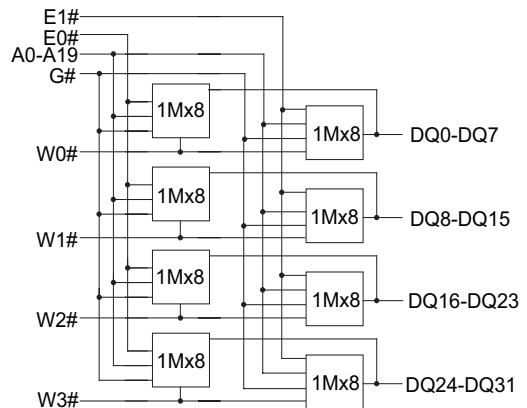 E1#
E0#
A0-A19
G#
1Mx8
1Mx8
W0#
DQ0-DQ7
1Mx8
1Mx8
W1#
DQ8-DQ15
1Mx8
1Mx8
W2#
DQ16-DQ23
1Mx8
1Mx8
W3#
DQ24-DQ31